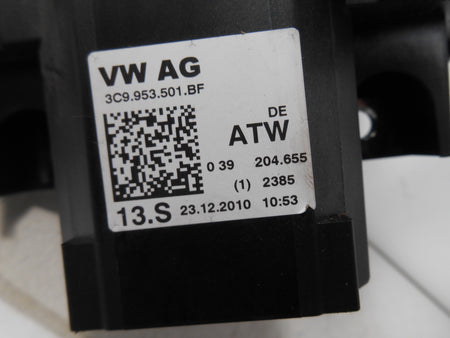 VW AG
3C9.953.501.BF
DE
ATW
0 39 204.655
(1) 2385
13.S 23.12.2010 10:53